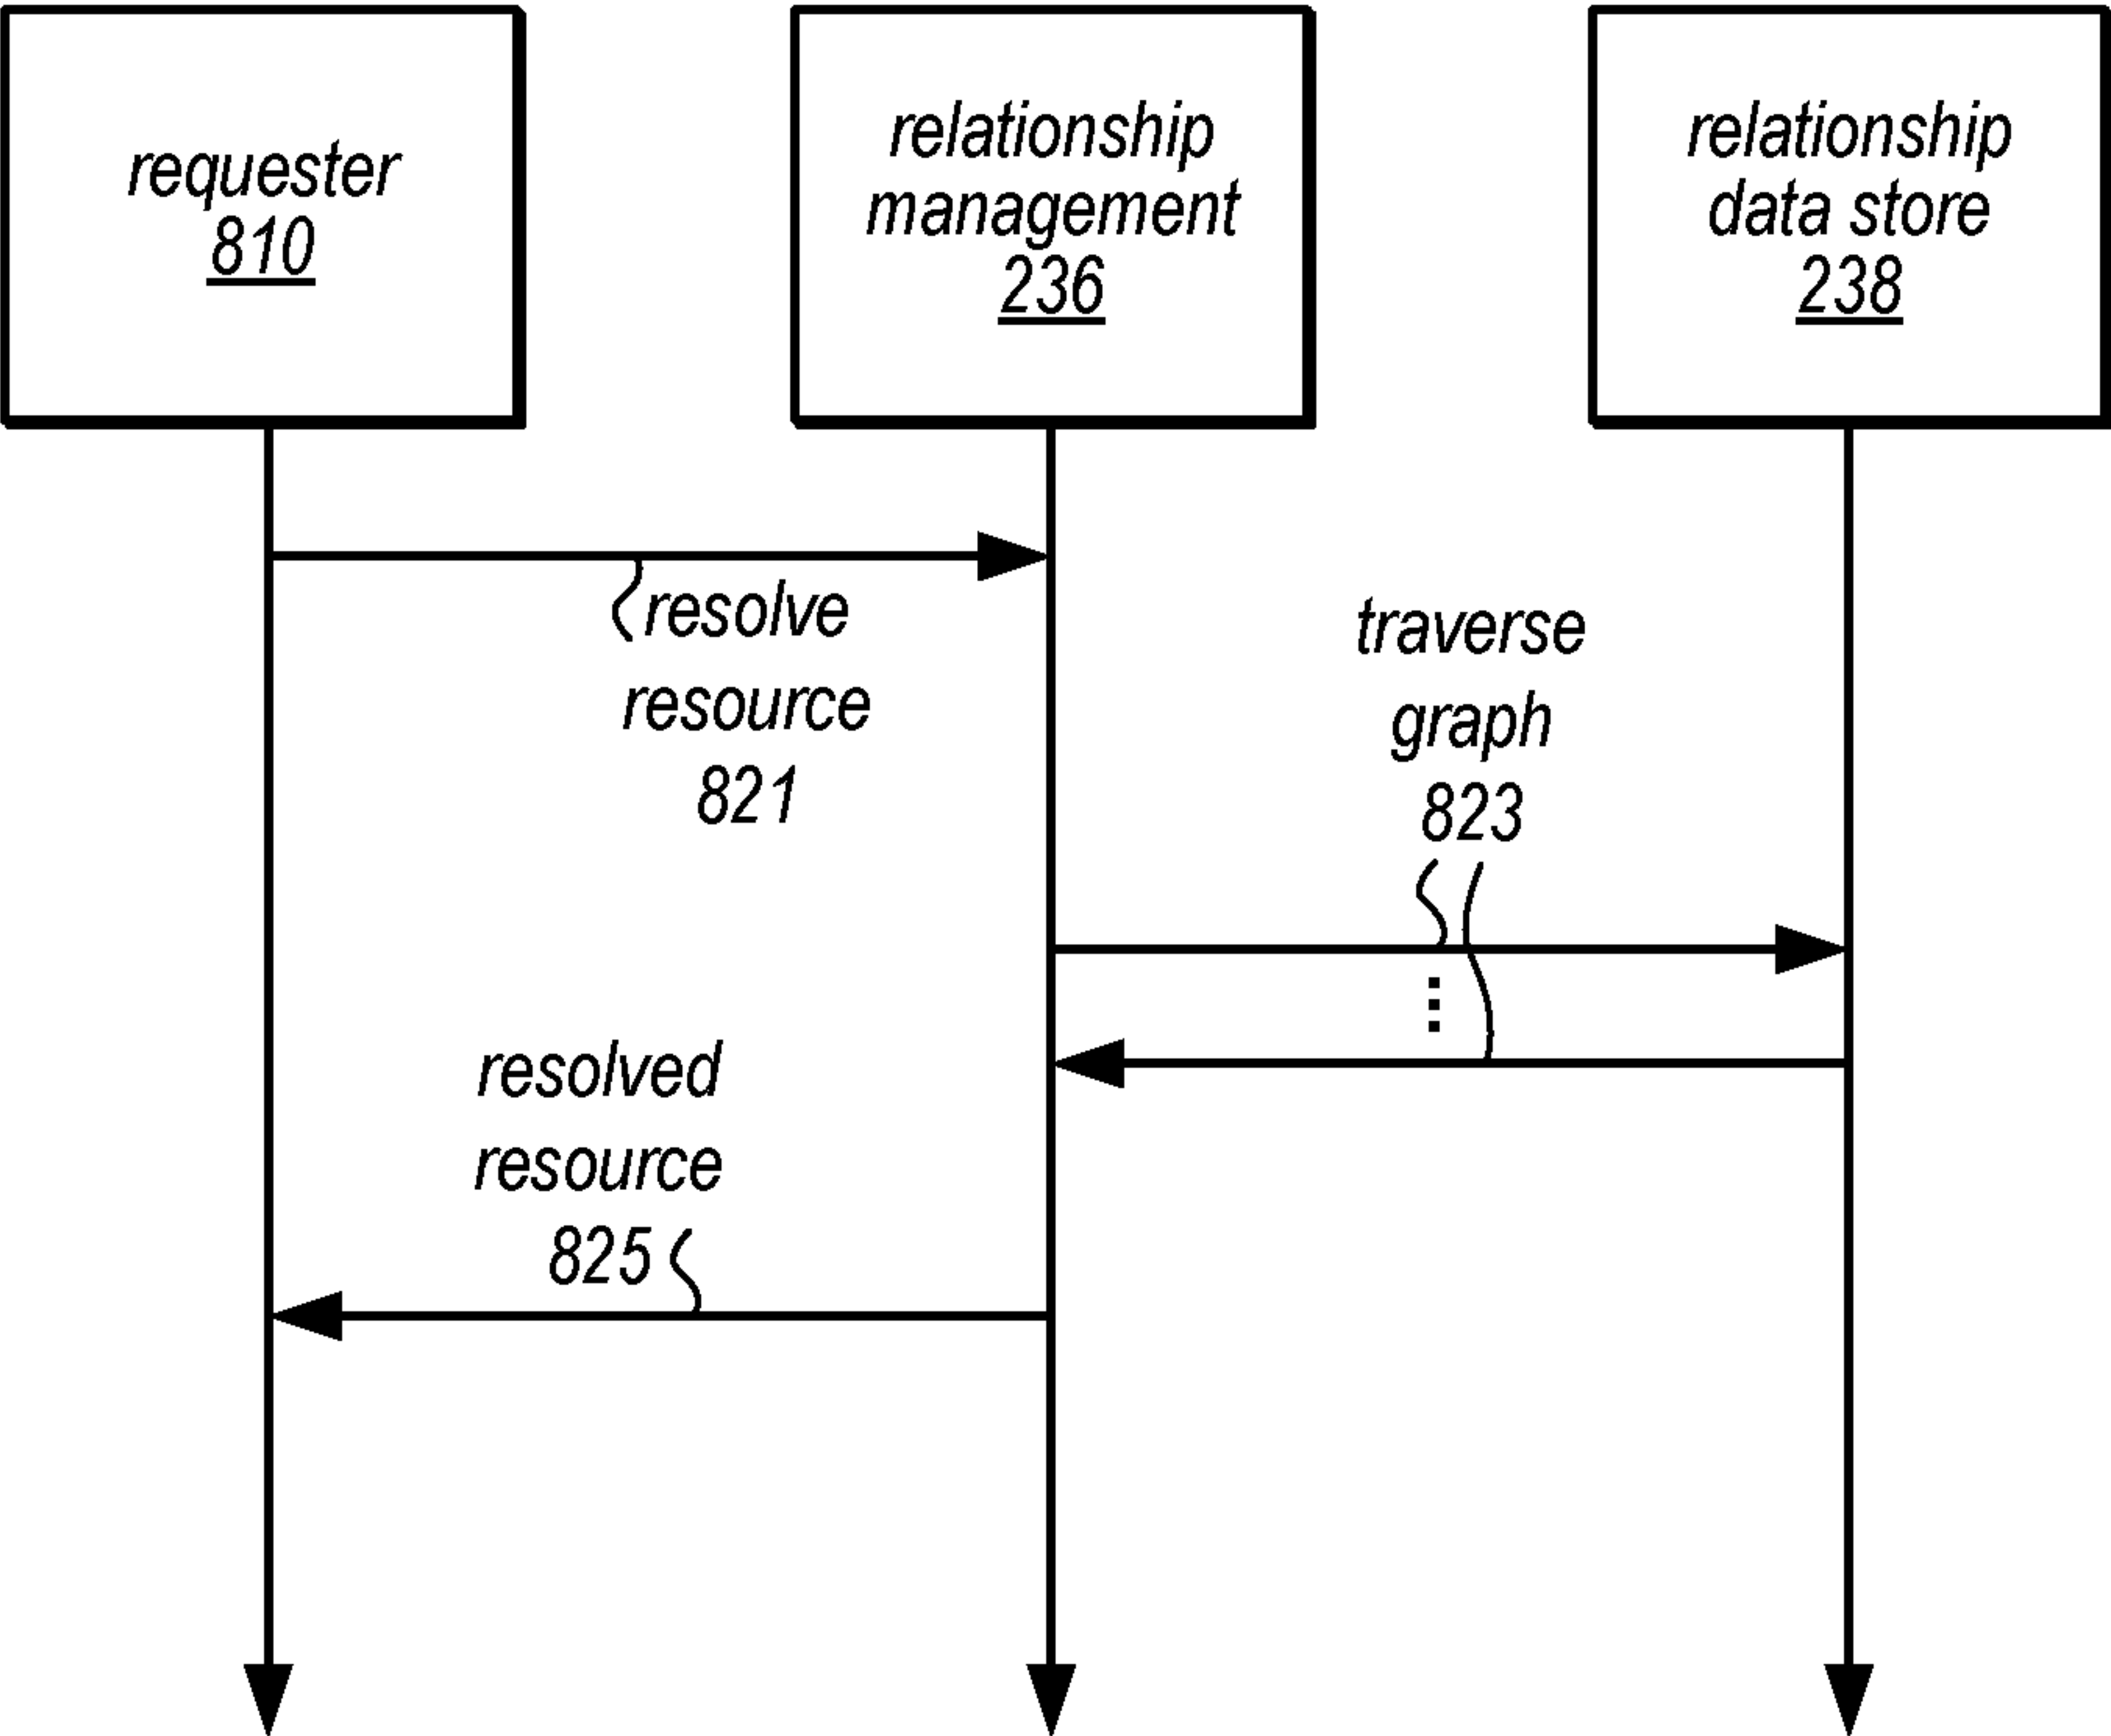 requester
810
relationship
management
236
relationship
data store
238
resolve
resource
821
traverse
graph
823
resolved
resource
825